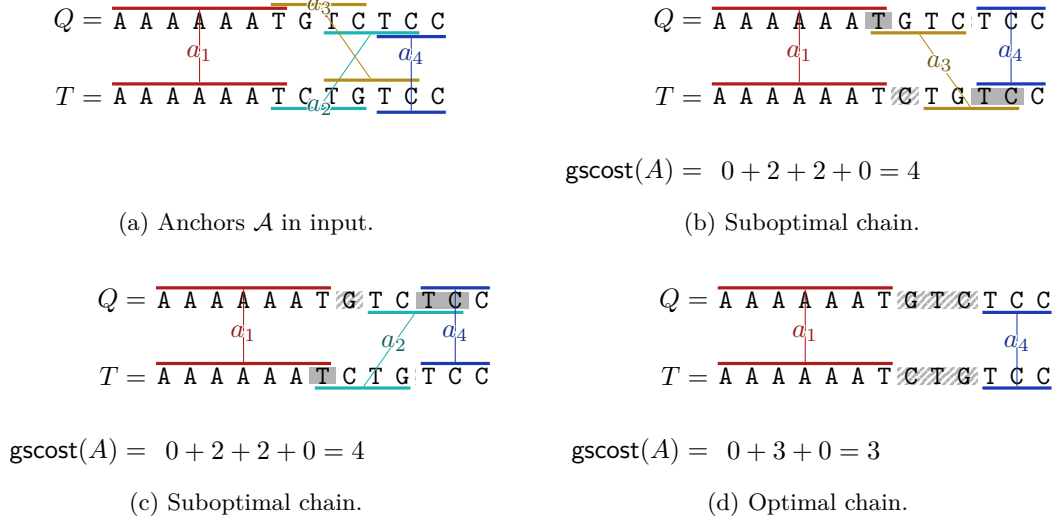 Q = A A A A A A T G T C T C C
a₃
a₁ a₄
a₂
T = A A A A A A T C T G T C C
(a) Anchors 𝒜 in input.
Q = A A A A A A T G T C T C C
a₁ a₃ a₄
T = A A A A A A T C T G T C C
gscost(A) = 0 + 2 + 2 + 0 = 4
(b) Suboptimal chain.
Q = A A A A A A T G T C T C C
a₁ a₂ a₄
T = A A A A A A T C T G T C C
gscost(A) = 0 + 2 + 2 + 0 = 4
(c) Suboptimal chain.
Q = A A A A A A T G T C T C C
a₁ a₄
T = A A A A A A T C T G T C C
gscost(A) = 0 + 3 + 0 = 3
(d) Optimal chain.